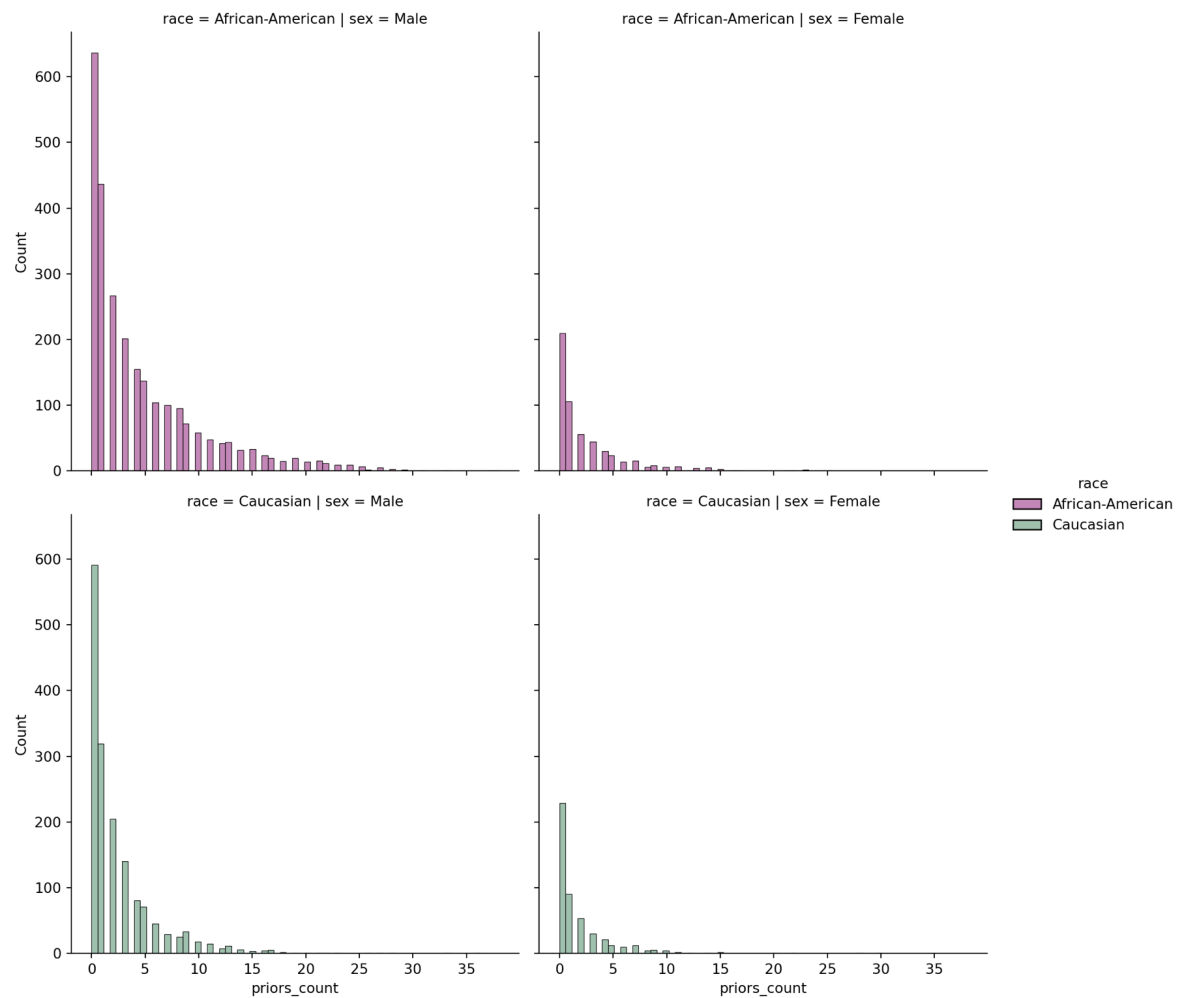 race = African-American | sex = Male
race = African-American | sex = Female
600
500
400
300
200
100
0
Count
race = Caucasian | sex = Male
race = Caucasian | sex = Female
race
African-American
Caucasian
600
500
400
300
200
100
0
Count
0 5 10 15 20 25 30 35
0 5 10 15 20 25 30 35
priors_count
priors_count